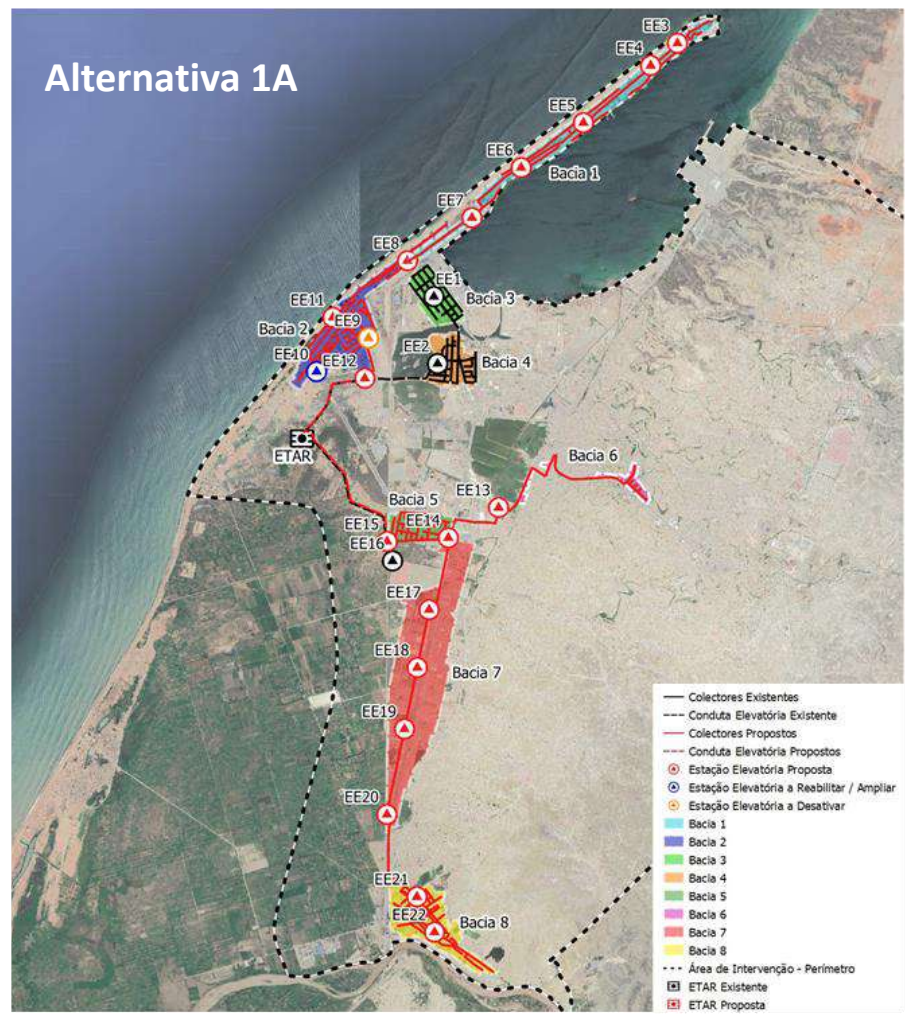 Alternativa 1A
EE3
EE4
EE5
EE6
Bacia 1
EE7
EE8
EE1
Bacia 3
EE11
EE9
Bacia 2
EE10
EE12
EE2
Bacia 4
ETAR
Bacia 6
EE13
Bacia 5
EE15
EE14
EE16
EE17
EE18
Bacia 7
EE19
EE20
EE21
EE22
Bacia 8
Colectores Existentes
Conduta Elevatória Existente
Colectores Propostos
Conduta Elevatória Propostos
Estação Elevatória Proposta
Estação Elevatória a Reabilitar / Ampliar
Estação Elevatória a Desativar
Bacia 1
Bacia 2
Bacia 3
Bacia 4
Bacia 5
Bacia 6
Bacia 7
Bacia 8
Área de Intervenção - Perímetro
ETAR Existente
ETAR Proposta